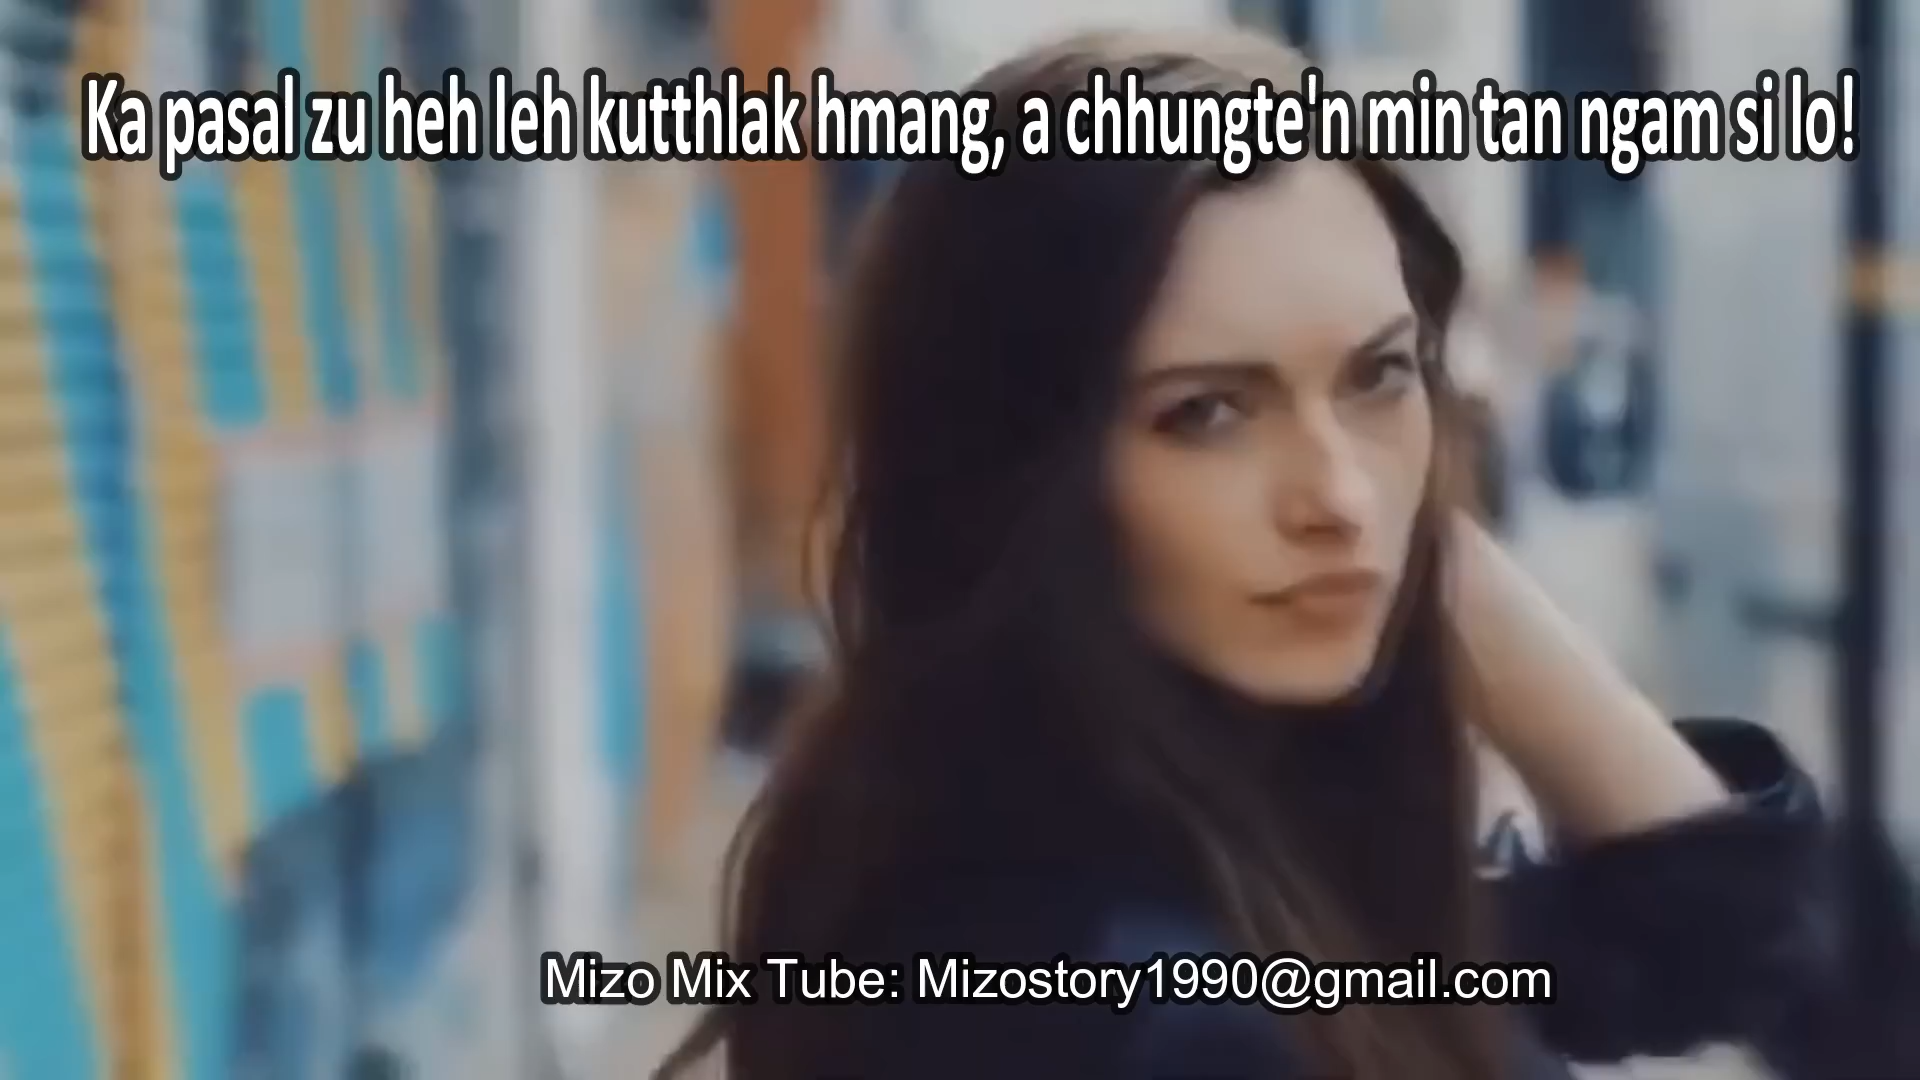 Ka pasal zu heh leh kutthlak hmang, a chhungte'n min tan ngam si lo!
Mizo Mix Tube: Mizostory1990@gmail.com